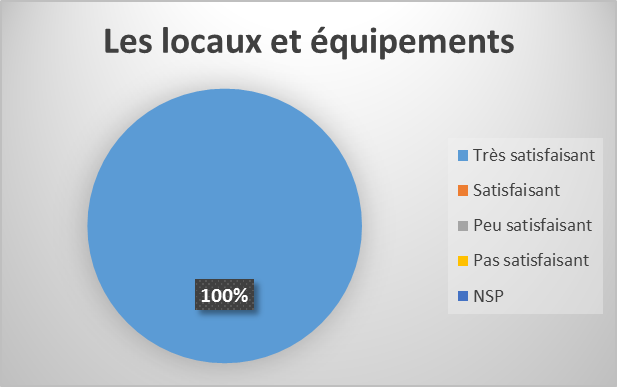 Les locaux et équipements
Très satisfaisant
Satisfaisant
Peu satisfaisant
Pas satisfaisant
NSP
100%